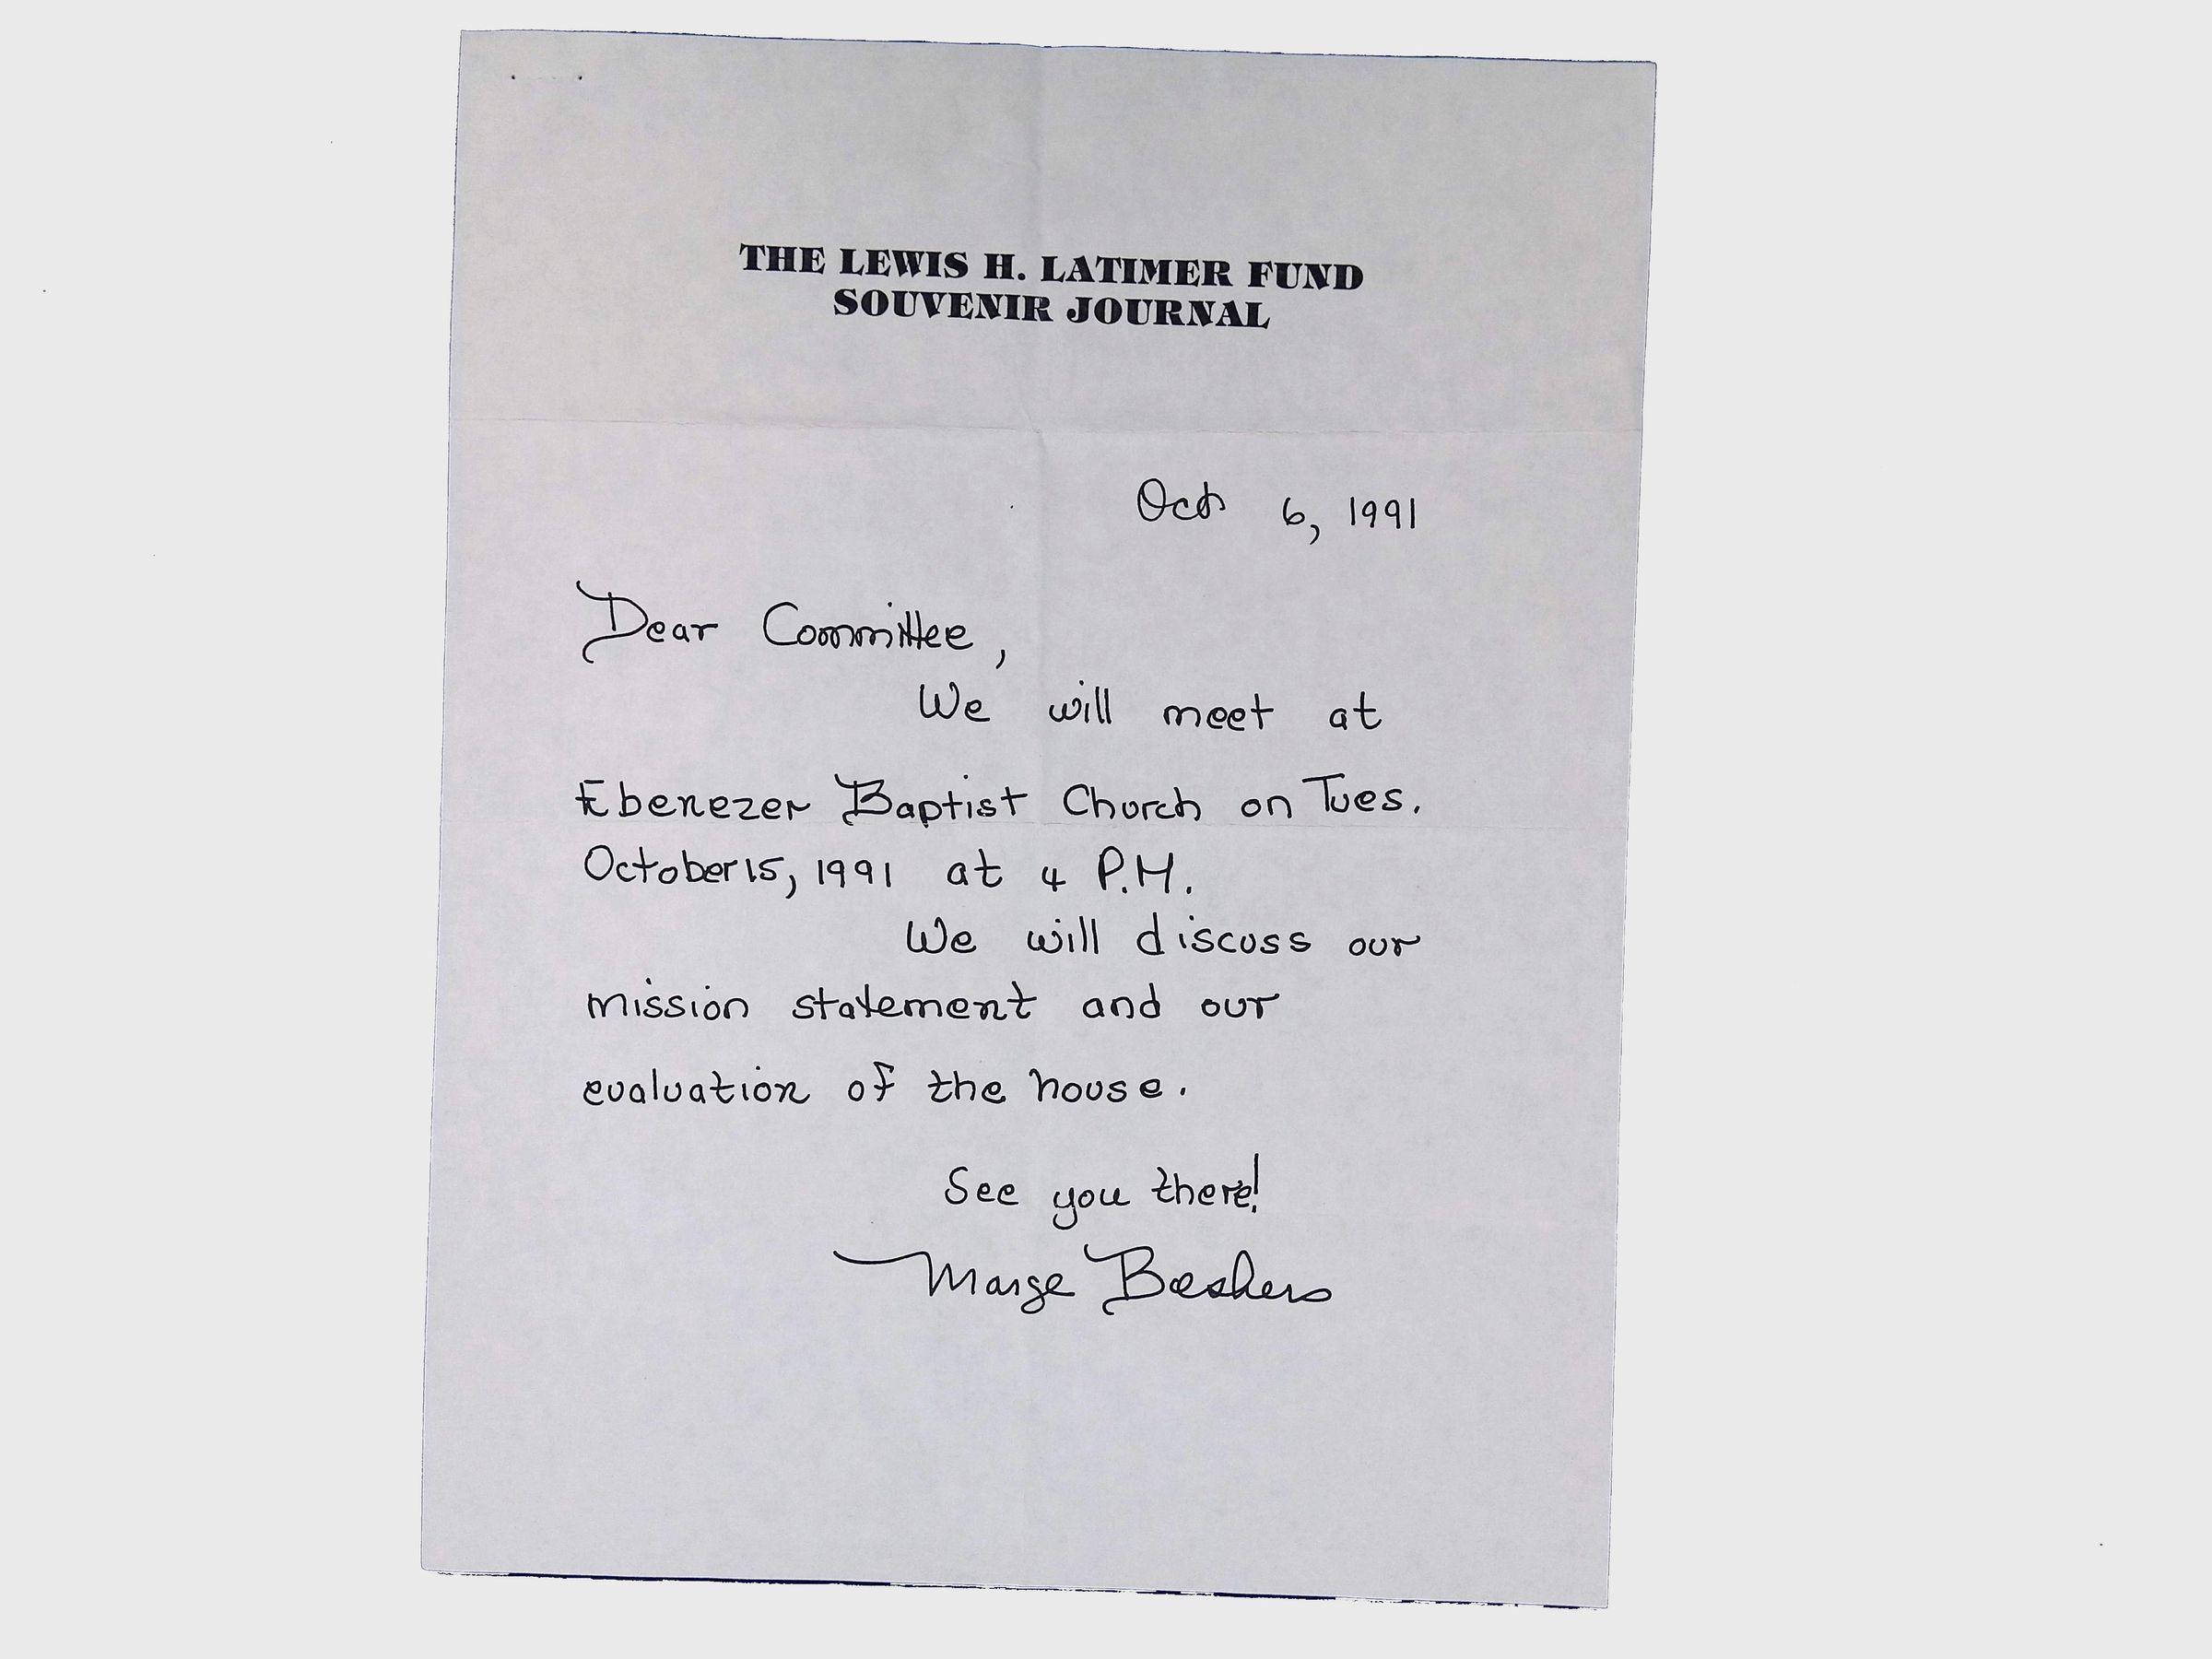 THE LEWIS H. LATIMER FUND
SOUVENIR JOURNAL
Oct 6, 1991
Dear Committee,
We will meet at
Ebenezer Baptist Church on Tues.
October 15, 1991 at 4 P.M.
We will discuss our
mission statement and our
evaluation of the house.
See you there!
Marge Beshers